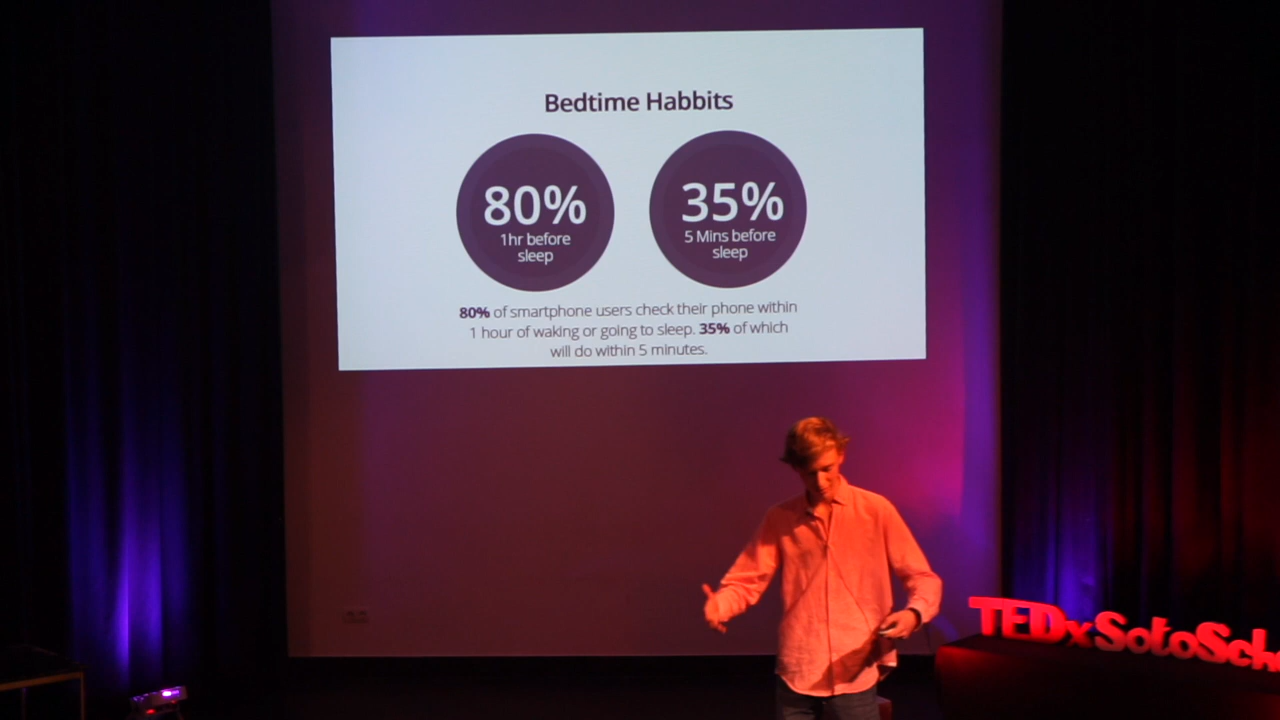 Bedtime Habbits
80%
1hr before
sleep
35%
5 Mins before
sleep
80% of smartphone users check their phone within
1 hour of waking or going to sleep. 35% of which
will do within 5 minutes.
TEDxSotoScho